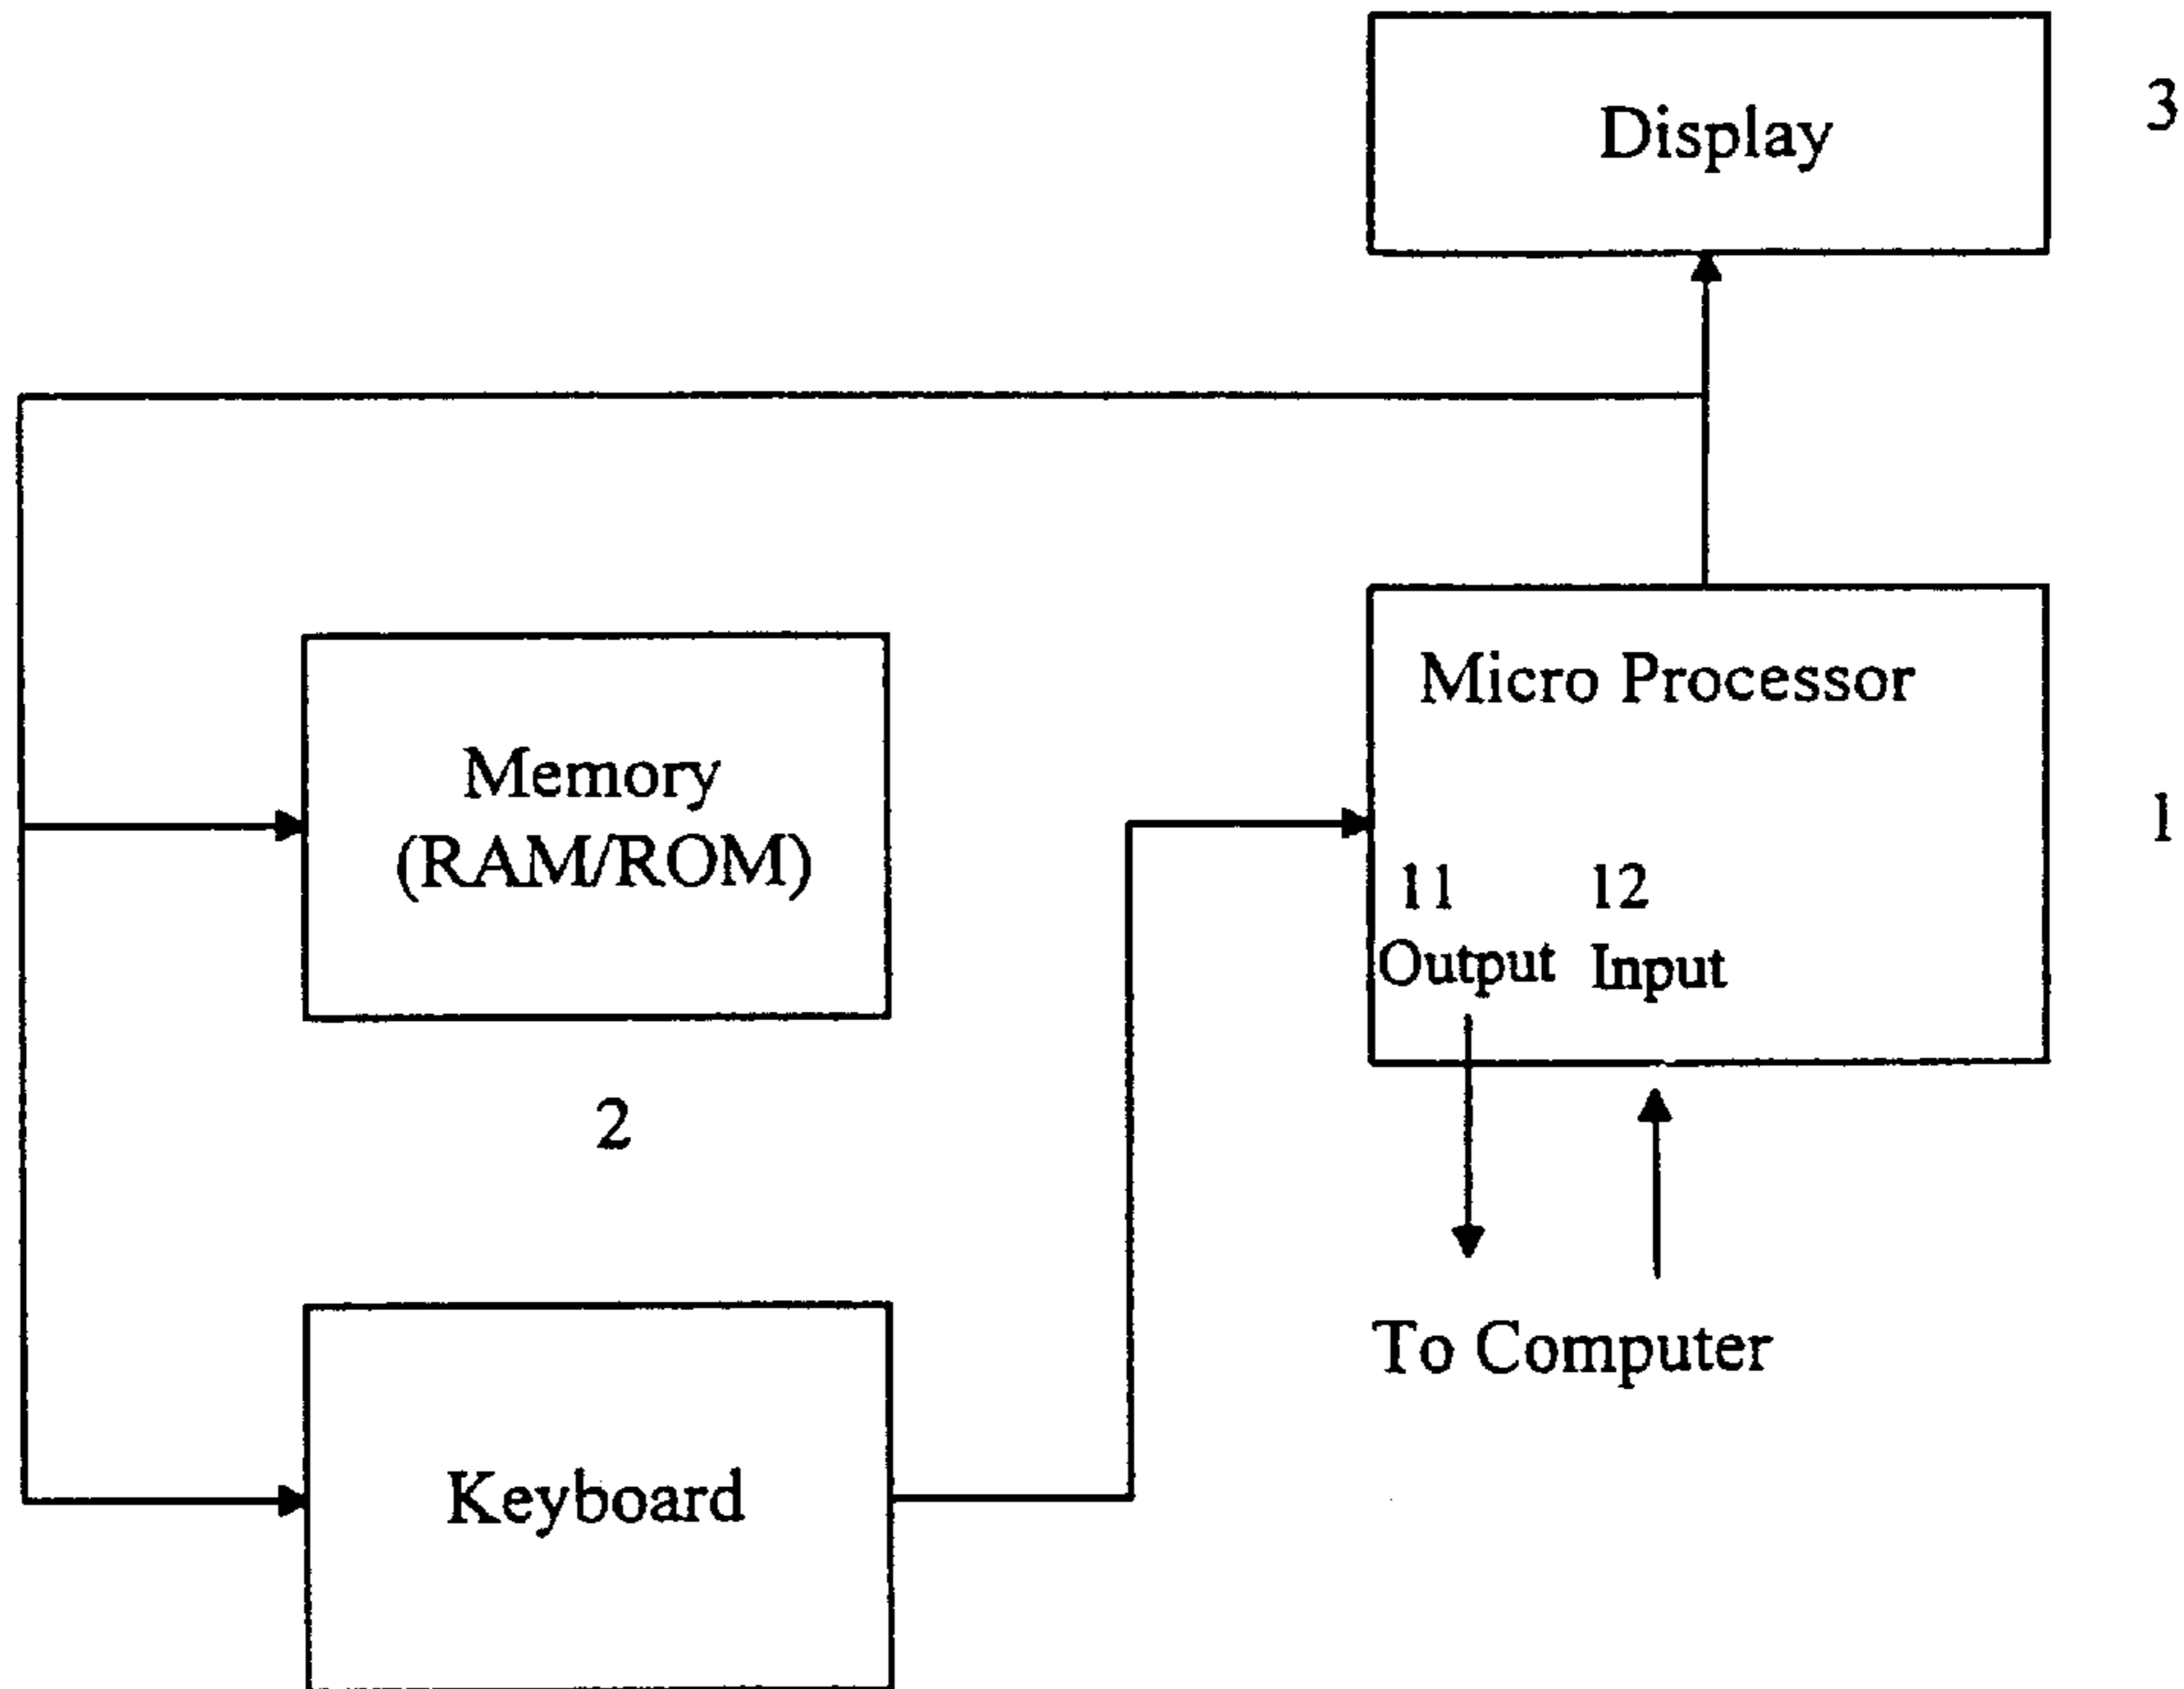 Display
3
Micro Processor
Memory
(RAM/ROM)
1
11 12
Output Input
2
To Computer
Keyboard